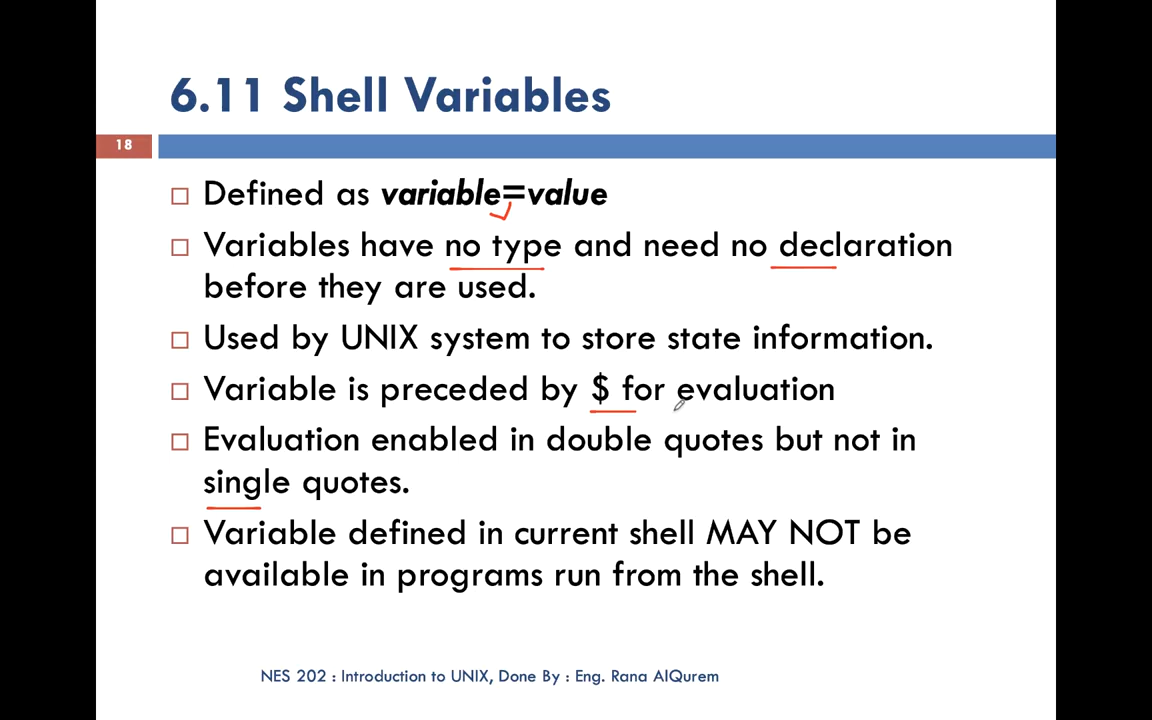 6.11 Shell Variables
18
Defined as variable=value
Variables have no type and need no declaration
before they are used.
Used by UNIX system to store state information.
Variable is preceded by $ for evaluation
Evaluation enabled in double quotes but not in
single quotes.
Variable defined in current shell MAY NOT be
available in programs run from the shell.
NES 202 : Introduction to UNIX, Done By : Eng. Rana AlQurem